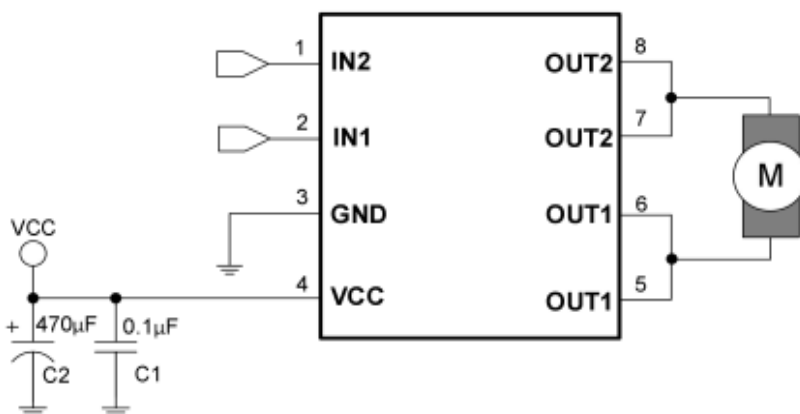 1 IN2 OUT2 8
7
2 IN1 OUT2
M
3 GND OUT1 6
VCC
4 VCC OUT1 5
+ 470µF 0.1µF
C2 C1